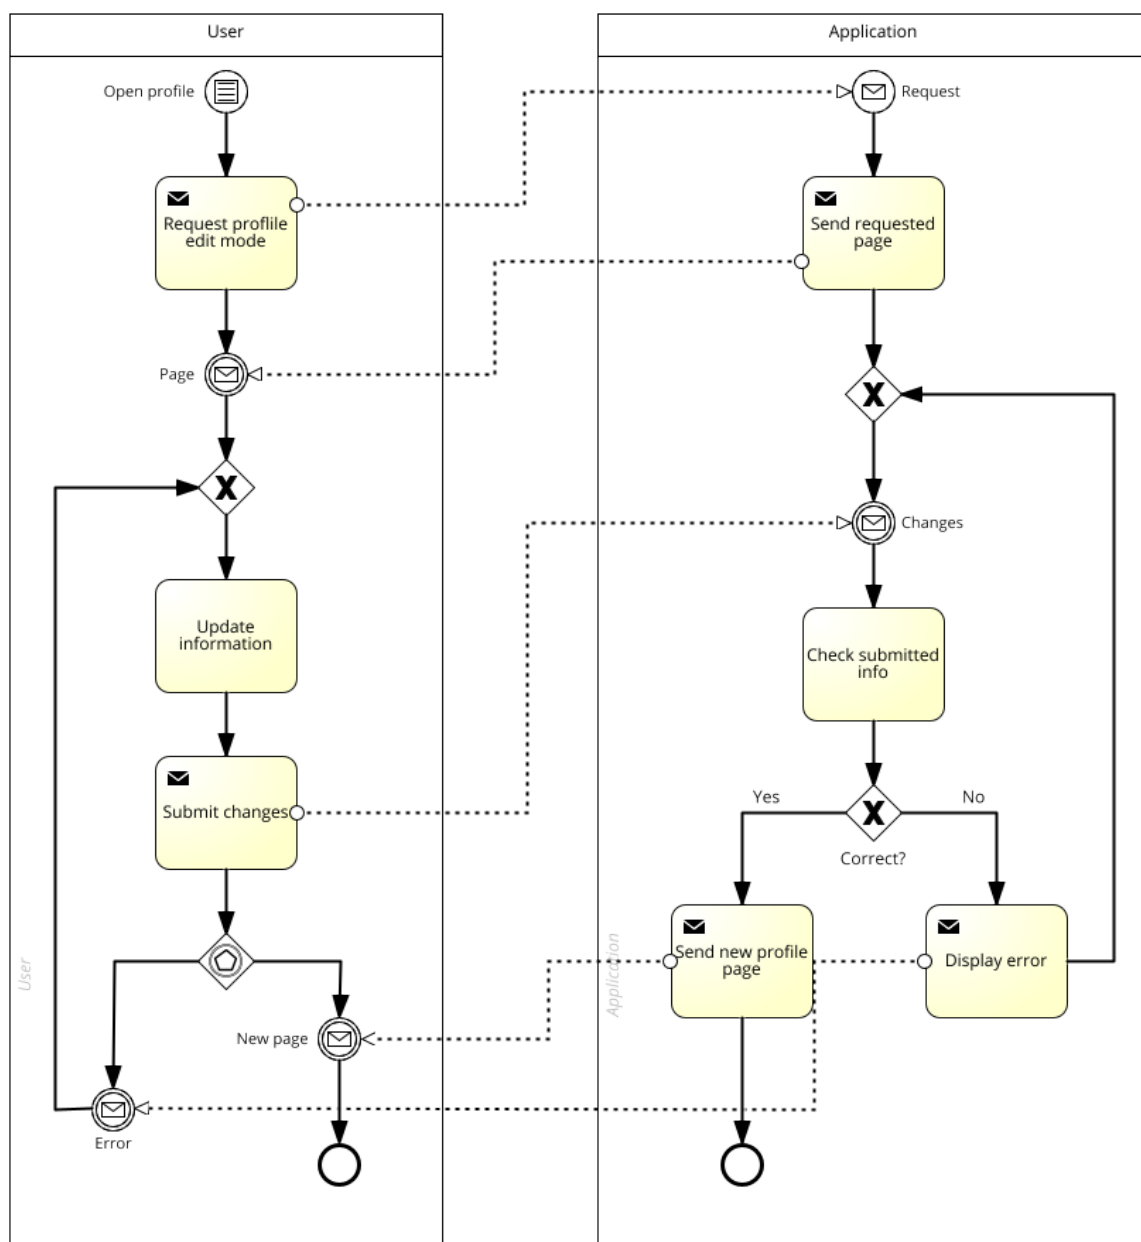 User
Application
Open profile
Request
Request proflile
edit mode
Send requested
page
Page
Changes
Update
information
Check submitted
info
Submit changes
Yes
No
Correct?
Send new profile
page
Display error
User
Application
New page
Error